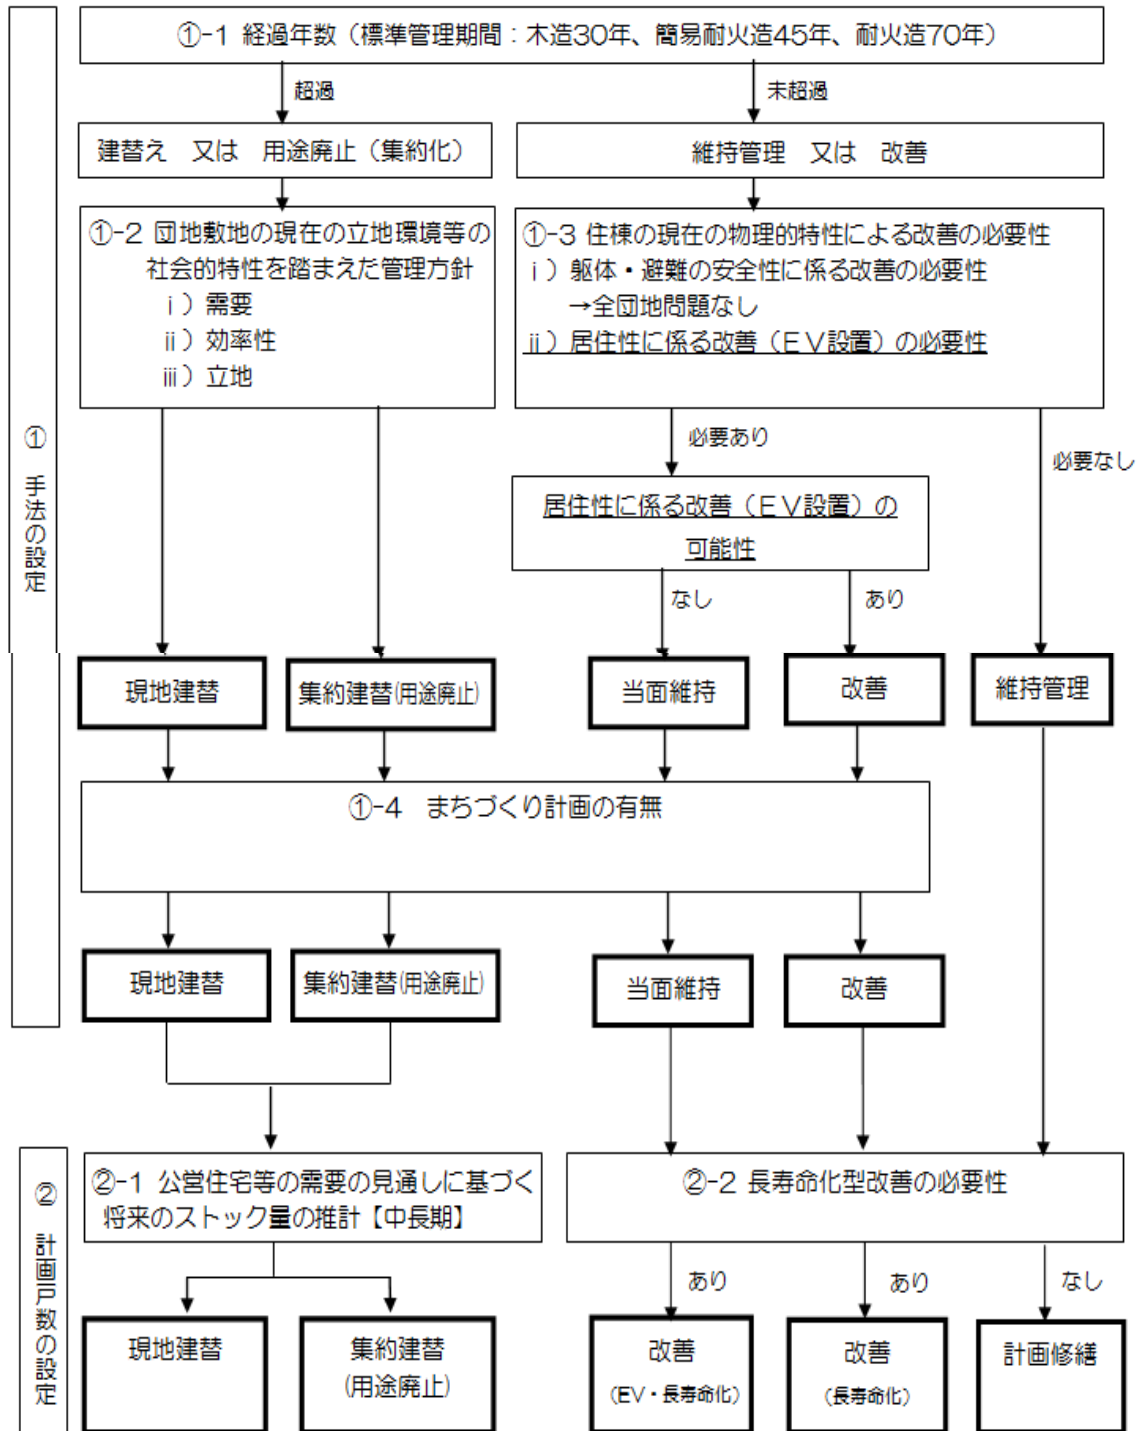 ①-1 経過年数（標準管理期間：木造30年、簡易耐火造45年、耐火造70年）
超過
未超過
建替え　又は　用途廃止（集約化）
維持管理　又は　改善
①-2 団地敷地の現在の立地環境等の
社会的特性を踏まえた管理方針
ⅰ）需要
ⅱ）効率性
ⅲ）立地
①-3 住棟の現在の物理的特性による改善の必要性
ⅰ）躯体・避難の安全性に係る改善の必要性
→全団地問題なし
ⅱ）居住性に係る改善（ＥＶ設置）の必要性
① 手法の設定
必要あり
必要なし
居住性に係る改善（ＥＶ設置）の
可能性
なし
あり
現地建替
集約建替(用途廃止)
当面維持
改善
維持管理
①-4　まちづくり計画の有無
現地建替
集約建替(用途廃止)
当面維持
改善
② 計画戸数の設定
②-1 公営住宅等の需要の見通しに基づく
将来のストック量の推計【中長期】
②-2 長寿命化型改善の必要性
あり
あり
なし
現地建替
集約建替
(用途廃止)
改善
（EV・長寿命化）
改善
（長寿命化）
計画修繕